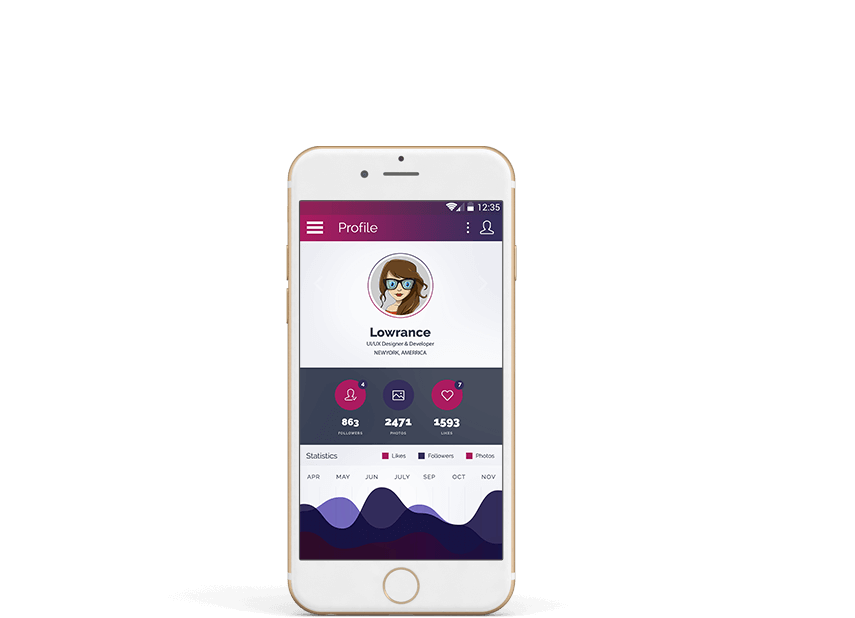 12:35
Profile
Lowrance
UI/UX Designer & Developer
NEWYORK, AMERRICA
4
7
863
2471
1593
FOLLOWERS
PHOTOS
LIKES
Statistics
Likes
Followers
Photos
APR MAY JUN JULY SEP OCT NOV